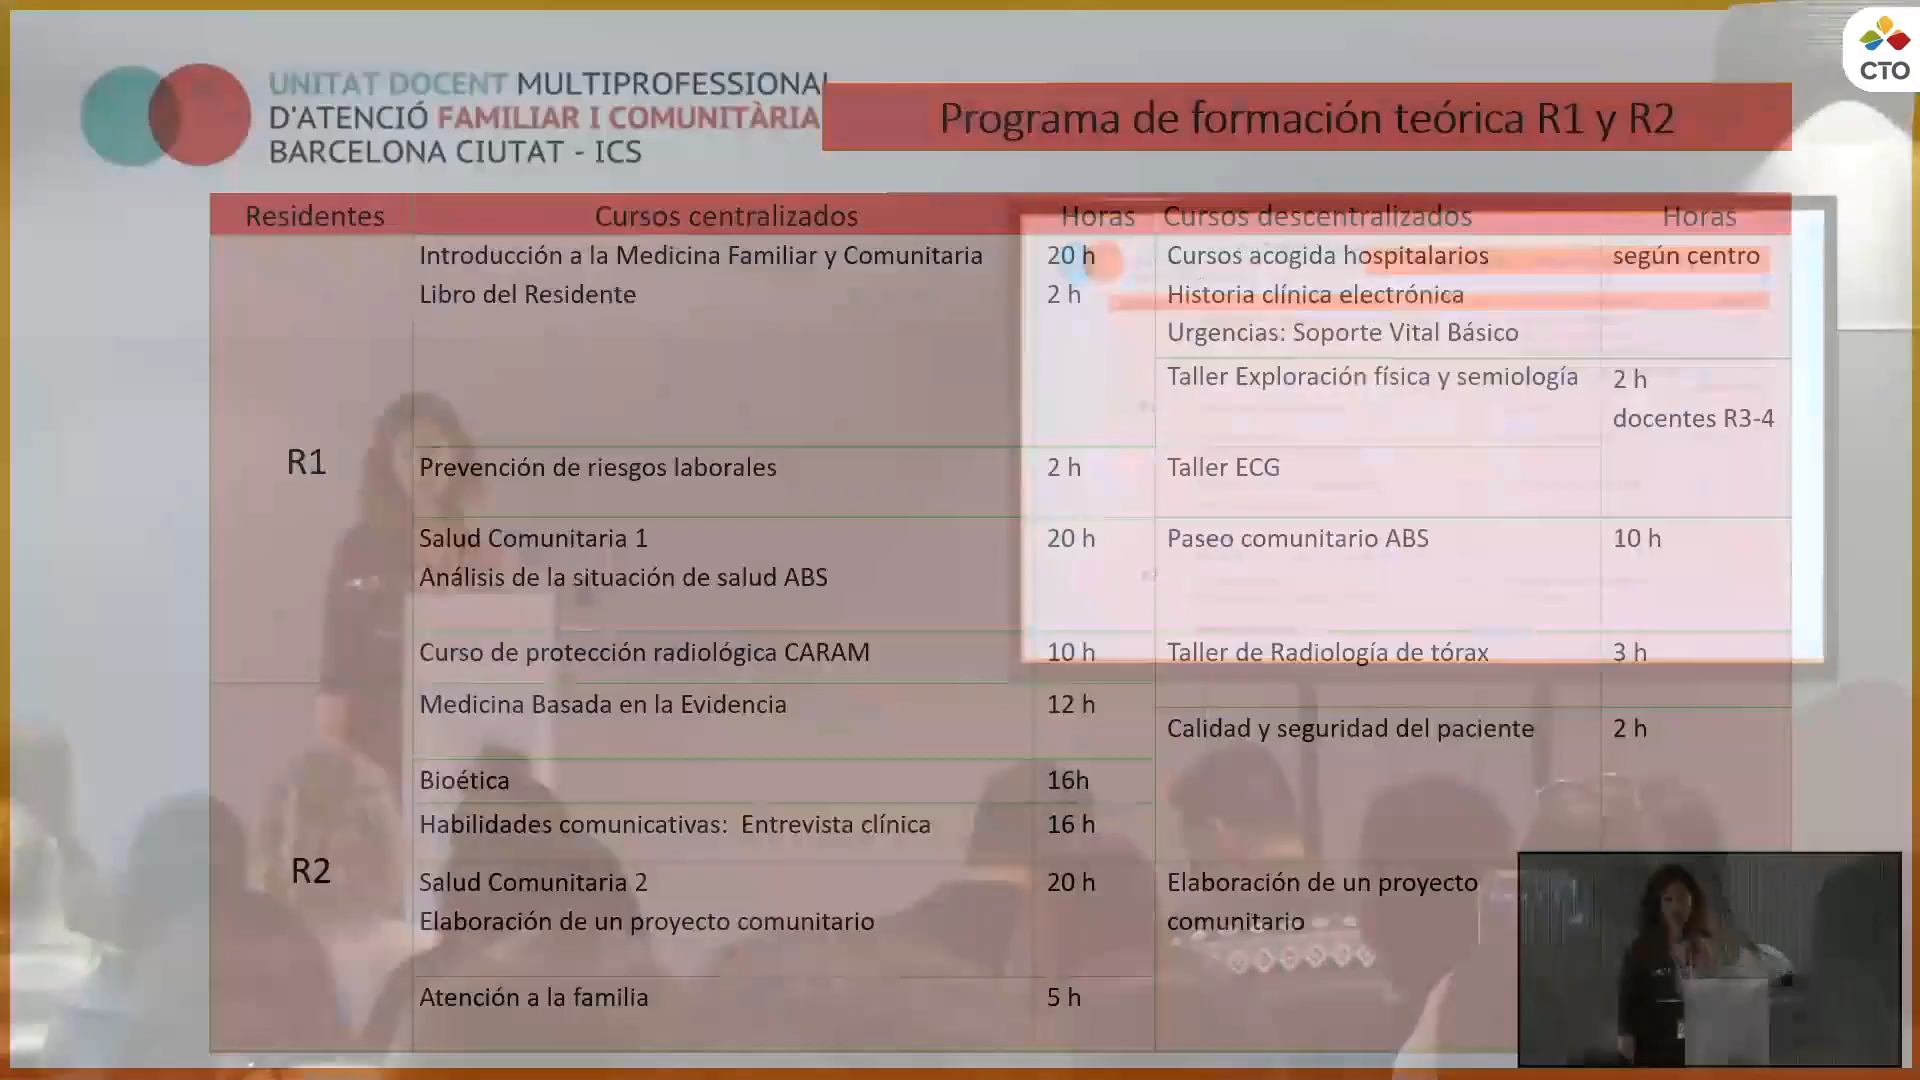 CTO
UNITAT DOCENT MULTIPROFESSIONAL
D'ATENCIÓ FAMILIAR I COMUNITÀRIA
BARCELONA CIUTAT - ICS
Programa de formación teórica R1 y R2
Residentes Cursos centralizados Horas Cursos descentralizados Horas
Introducción a la Medicina Familiar y Comunitaria 20 h Cursos acogida hospitalarios según centro
Libro del Residente 2 h Historia clínica electrónica
Urgencias: Soporte Vital Básico
Taller Exploración física y semiología 2 h
docentes R3-4
R1
Prevención de riesgos laborales 2 h Taller ECG
Salud Comunitaria 1 20 h Paseo comunitario ABS 10 h
Análisis de la situación de salud ABS
Curso de protección radiológica CARAM 10 h Taller de Radiología de tórax 3 h
Medicina Basada en la Evidencia 12 h
Calidad y seguridad del paciente 2 h
Bioética 16h
Habilidades comunicativas: Entrevista clínica 16 h
R2
Salud Comunitaria 2 20 h Elaboración de un proyecto
Elaboración de un proyecto comunitario comunitario
Atención a la familia 5 h